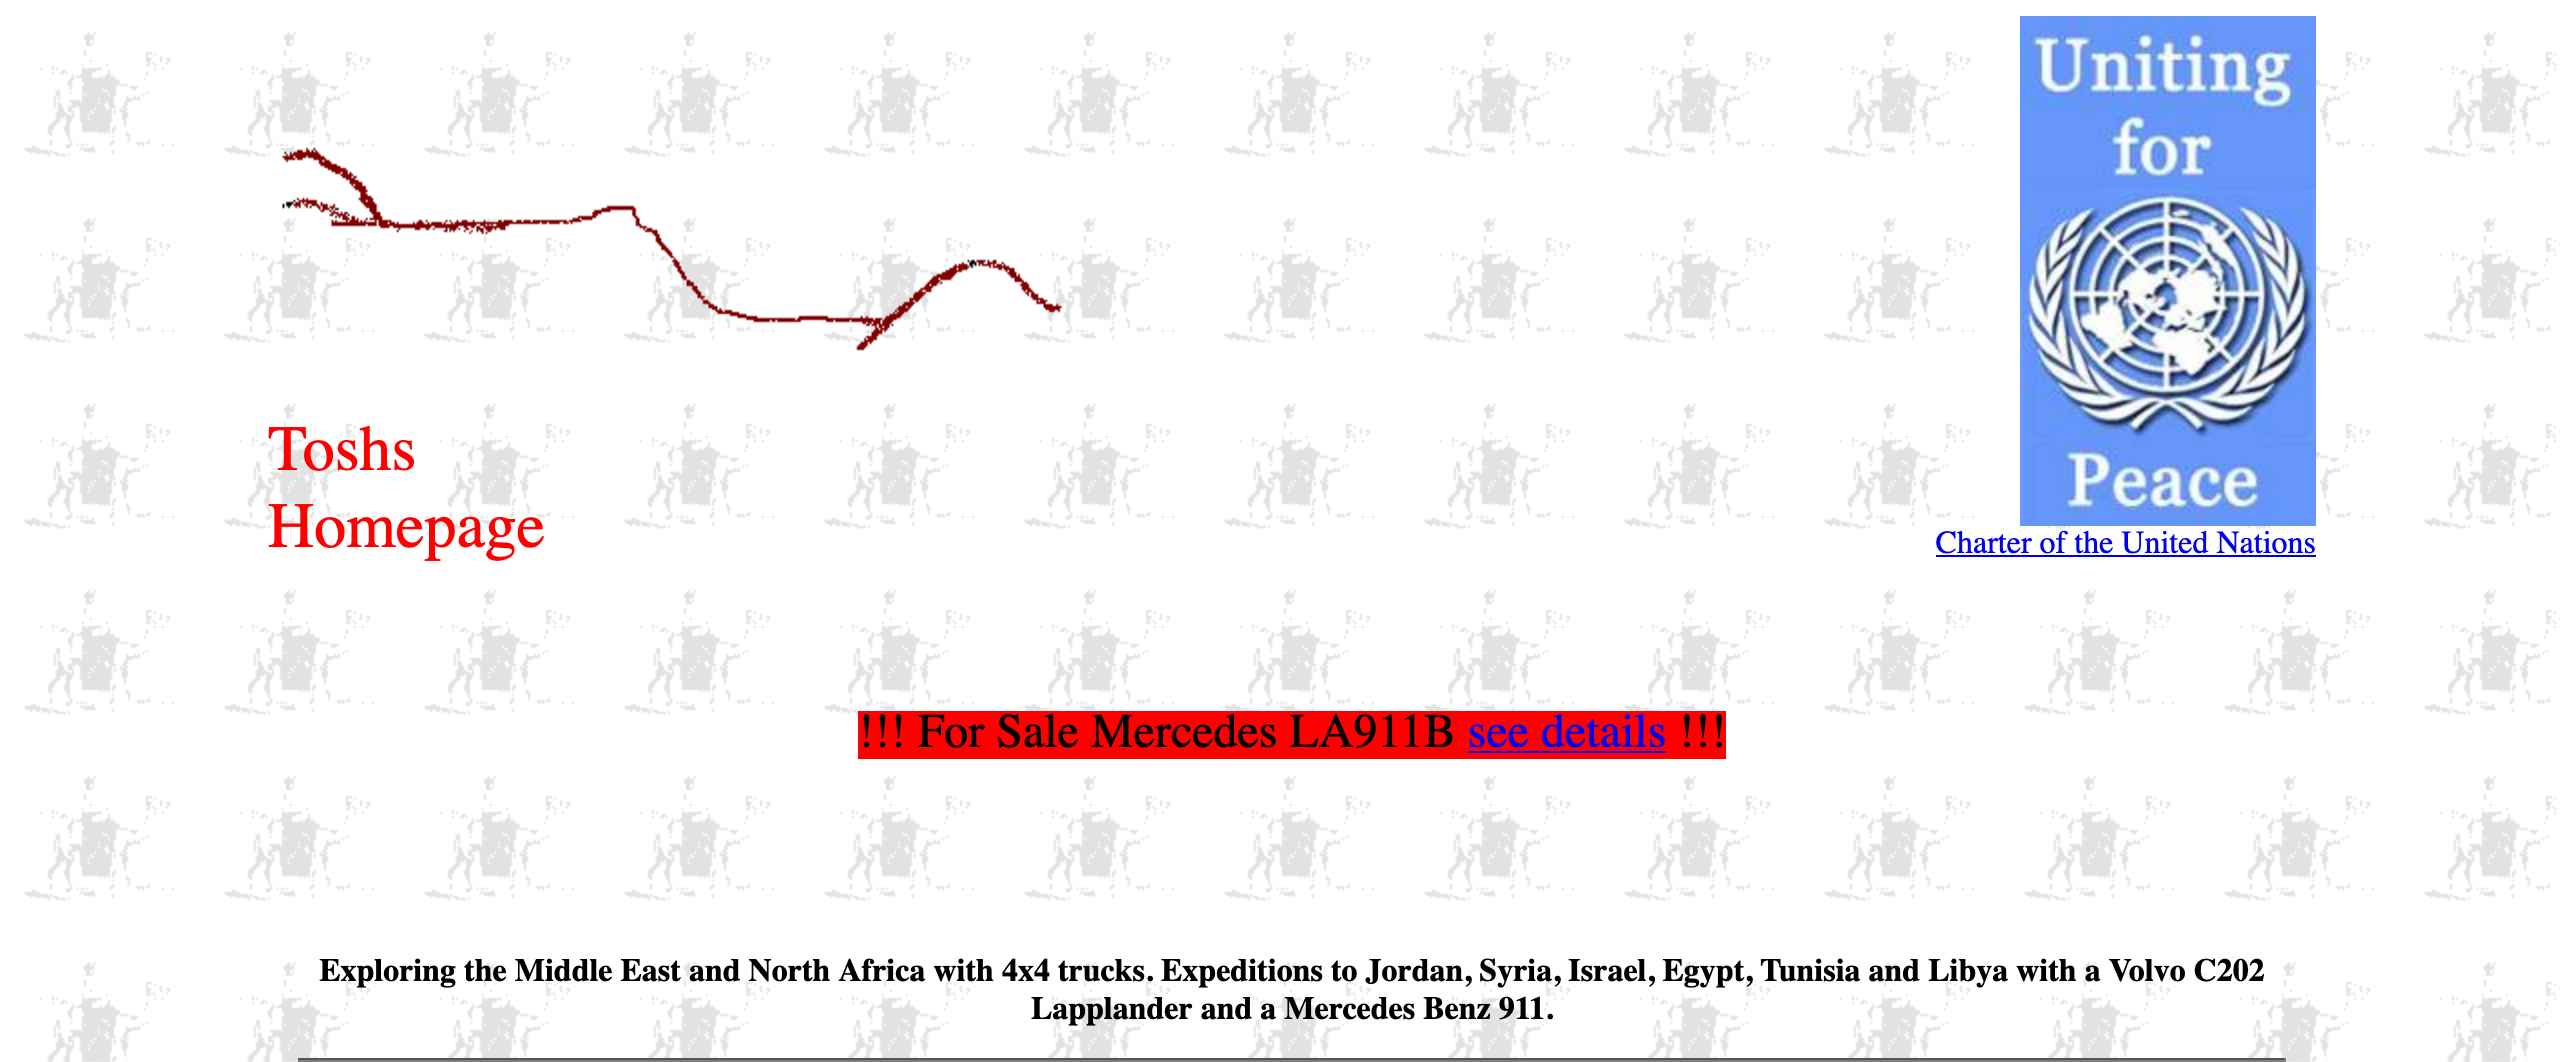 Uniting
for
Peace
Charter of the United Nations
Toshs
Homepage
!!! For Sale Mercedes LA911B see details !!!
Exploring the Middle East and North Africa with 4x4 trucks. Expeditions to Jordan, Syria, Israel, Egypt, Tunisia and Libya with a Volvo C202
Lapplander and a Mercedes Benz 911.